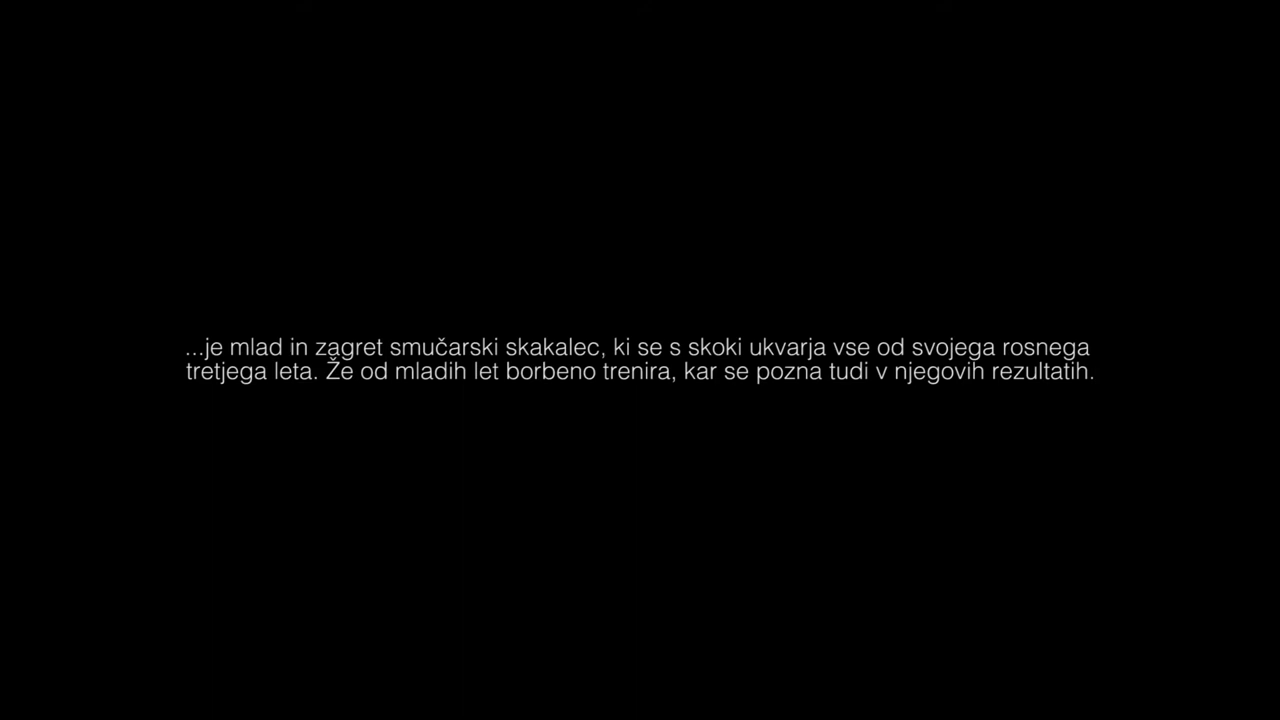 ...je mlad in zagret smučarski skakalec, ki se s skoki ukvarja vse od svojega rosnega
tretjega leta. Že od mladih let borbeno trenira, kar se pozna tudi v njegovih rezultatih.